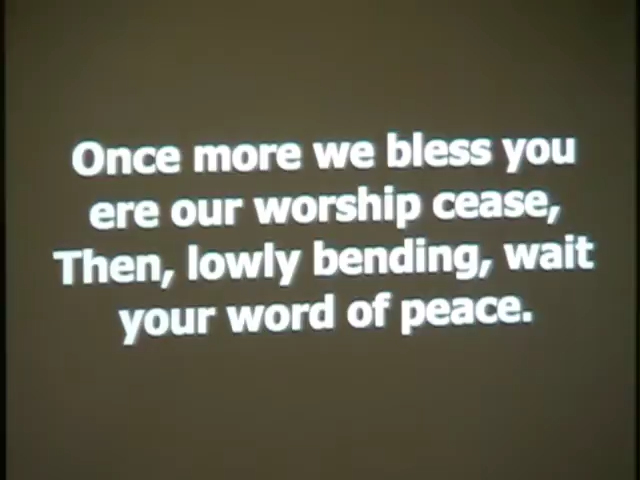 Once more we bless you
ere our worship cease,
Then, lowly bending, wait
your word of peace.